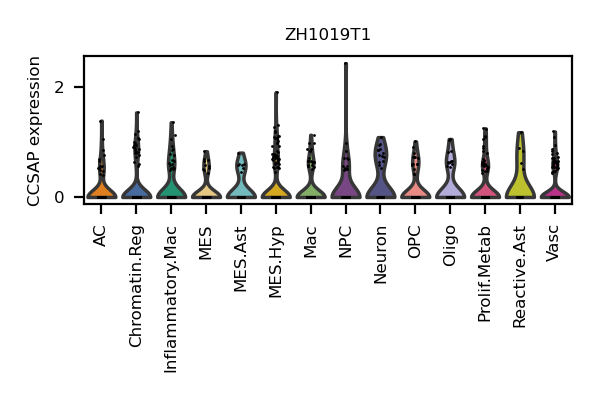 ZH1019T1
CCSAP expression
2
0
AC
Chromatin.Reg
Inflammatory.Mac
MES
MES.Ast
MES.Hyp
Mac
NPC
Neuron
OPC
Oligo
Prolif.Metab
Reactive.Ast
Vasc